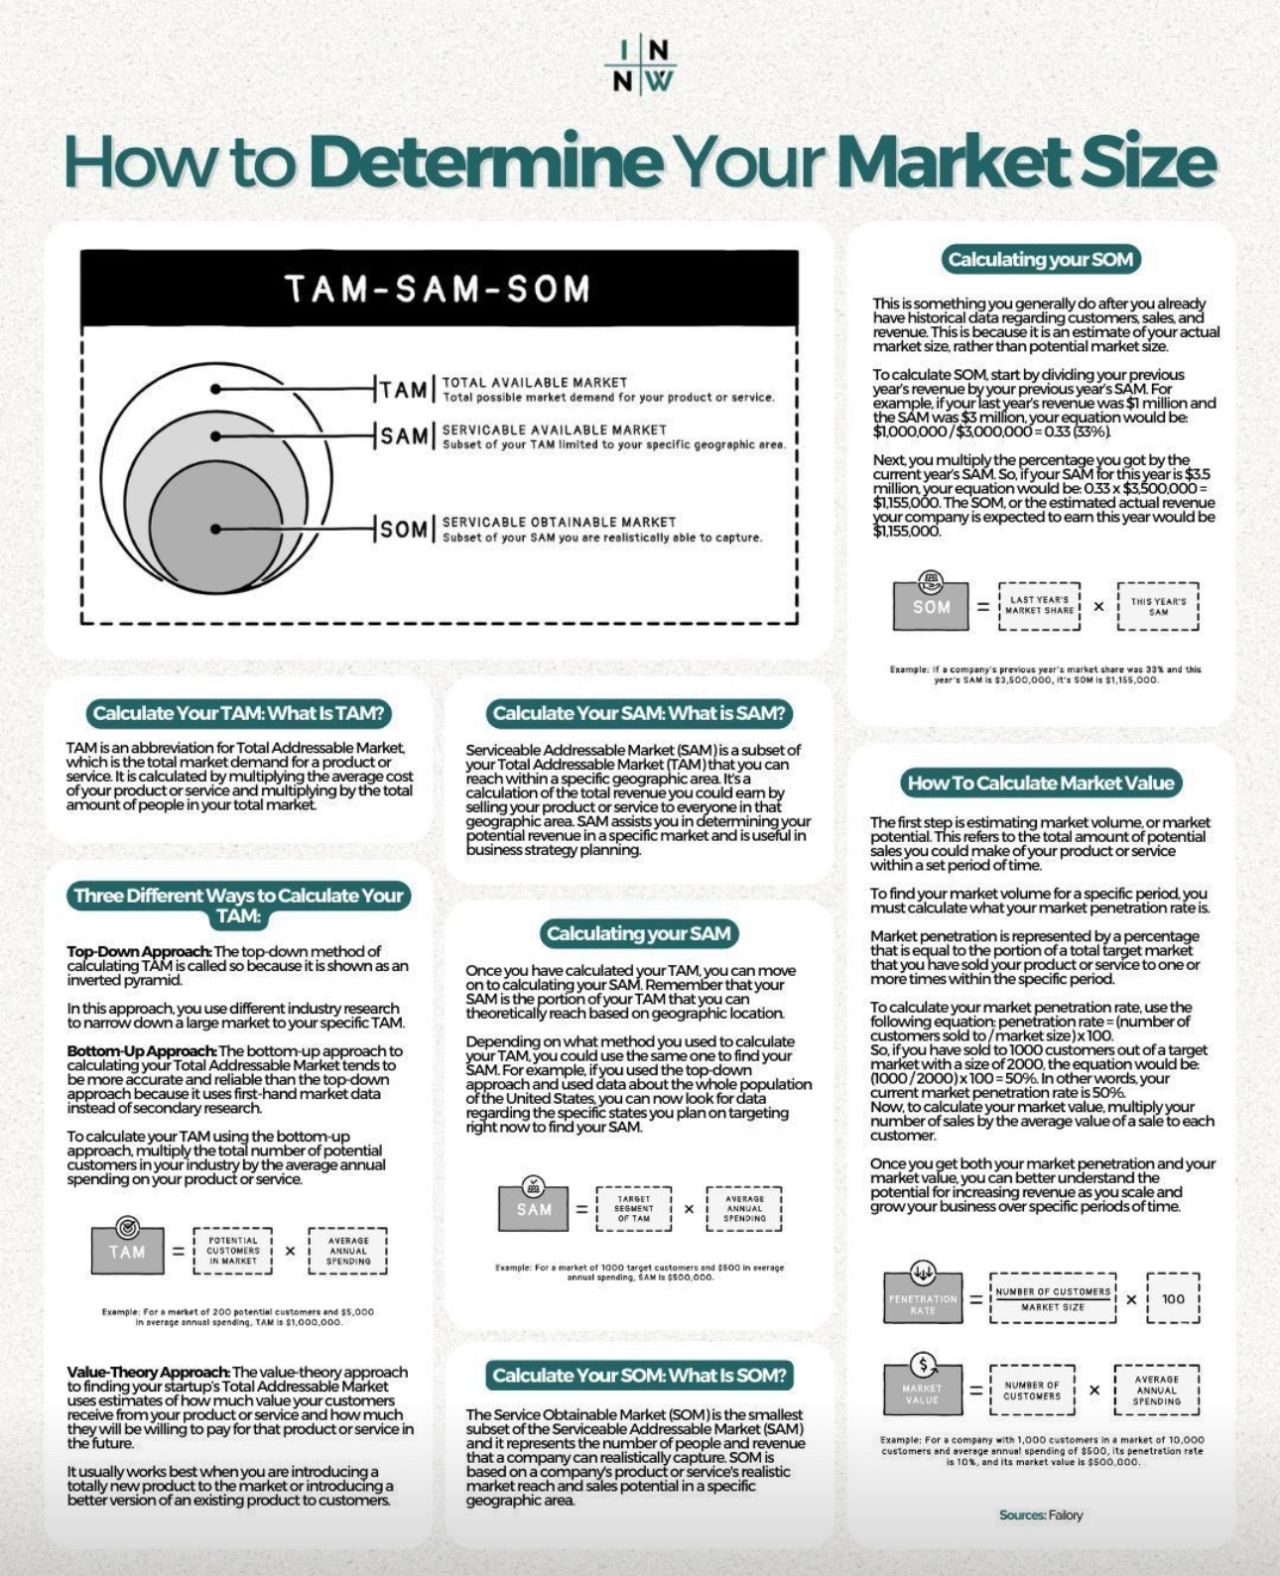 I N
N W
How to Determine Your Market Size
TAM-SAM-SOM
TAM
TOTAL AVAILABLE MARKET
Total possible market demand for your product or service.
SAM
SERVICABLE AVAILABLE MARKET
Subset of your TAM limited to your specific geographic area.
SOM
SERVICABLE OBTAINABLE MARKET
Subset of your SAM you are realistically able to capture.
Calculate Your TAM: What Is TAM?
TAM is an abbreviation for Total Addressable Market,
which is the total market demand for a product or
service. It is calculated by multiplying the average cost
of your product or service and multiplying by the total
amount of people in your total market.
Three Different Ways to Calculate Your
TAM:
Top-Down Approach: The top-down method of
calculating TAM is called so because it is shown as an
inverted pyramid.
In this approach, you use different industry research
to narrow down a large market to your specific TAM.
Bottom-Up Approach: The bottom-up approach to
calculating your Total Addressable Market tends to
be more accurate and reliable than the top-down
approach because it uses first-hand market data
instead of secondary research.
To calculate your TAM using the bottom-up
approach, multiply the total number of potential
customers in your industry by the average annual
spending on your product or service.
TAM
=
POTENTIAL
CUSTOMERS
IN MARKET
×
AVERAGE
ANNUAL
SPENDING
Example: For a market of 200 potential customers and $5,000
in average annual spending, TAM is $1,000,000.
Value-Theory Approach: The value-theory approach
to finding your startup's Total Addressable Market
uses estimates of how much value your customers
receive from your product or service and how much
they will be willing to pay for that product or service in
the future.
It usually works best when you are introducing a
totally new product to the market or introducing a
better version of an existing product to customers.
Calculate Your SAM: What is SAM?
Serviceable Addressable Market (SAM) is a subset of
your Total Addressable Market (TAM) that you can
reach within a specific geographic area. It's a
calculation of the total revenue you could earn by
selling your product or service to everyone in that
geographic area. SAM assists you in determining your
potential revenue in a specific market and is useful in
business strategy planning.
Calculating your SAM
Once you have calculated your TAM, you can move
on to calculating your SAM. Remember that your
SAM is the portion of your TAM that you can
theoretically reach based on geographic location.
Depending on what method you used to calculate
your TAM, you could use the same one to find your
SAM. For example, if you used the top-down
approach and used data about the whole population
of the United States, you can now look for data
regarding the specific states you plan on targeting
right now to find your SAM.
SAM
=
TARGET
SEGMENT
OF TAM
×
AVERAGE
ANNUAL
SPENDING
Example: For a market of 1000 target customers and $500 in average
annual spending, SAM is $500,000.
Calculate Your SOM: What Is SOM?
The Service Obtainable Market (SOM) is the smallest
subset of the Serviceable Addressable Market (SAM)
and it represents the number of people and revenue
that a company can realistically capture. SOM is
based on a company's product or service's realistic
market reach and sales potential in a specific
geographic area.
Calculating your SOM
This is something you generally do after you already
have historical data regarding customers, sales, and
revenue. This is because it is an estimate of your actual
market size, rather than potential market size.
To calculate SOM, start by dividing your previous
year's revenue by your previous year's SAM. For
example, if your last year's revenue was $1 million and
the SAM was $3 million, your equation would be:
$1,000,000 / $3,000,000 = 0.33 (33%).
Next, you multiply the percentage you got by the
current year's SAM. So, if your SAM for this year is $3.5
million, your equation would be: 0.33 x $3,500,000 =
$1,155,000. The SOM, or the estimated actual revenue
your company is expected to earn this year would be
$1,155,000.
SOM
=
LAST YEAR'S
MARKET SHARE
×
THIS YEAR'S
SAM
Example: If a company's previous year's market share was 33% and this
year's SAM is $3,500,000, it's SOM is $1,155,000.
How To Calculate Market Value
The first step is estimating market volume, or market
potential. This refers to the total amount of potential
sales you could make of your product or service
within a set period of time.
To find your market volume for a specific period, you
must calculate what your market penetration rate is.
Market penetration is represented by a percentage
that is equal to the portion of a total target market
that you have sold your product or service to one or
more times within the specific period.
To calculate your market penetration rate, use the
following equation: penetration rate = (number of
customers sold to / market size) x 100.
So, if you have sold to 1000 customers out of a target
market with a size of 2000, the equation would be:
(1000 / 2000) x 100 = 50%. In other words, your
current market penetration rate is 50%.
Now, to calculate your market value, multiply your
number of sales by the average value of a sale to each
customer.
Once you get both your market penetration and your
market value, you can better understand the
potential for increasing revenue as you scale and
grow your business over specific periods of time.
PENETRATION
RATE
=
NUMBER OF CUSTOMERS
MARKET SIZE
×
100
$
MARKET
VALUE
=
NUMBER OF
CUSTOMERS
×
AVERAGE
ANNUAL
SPENDING
Example: For a company with 1,000 customers in a market of 10,000
customers and average annual spending of $500, its penetration rate
is 10%, and its market value is $500,000.
Sources: Failory